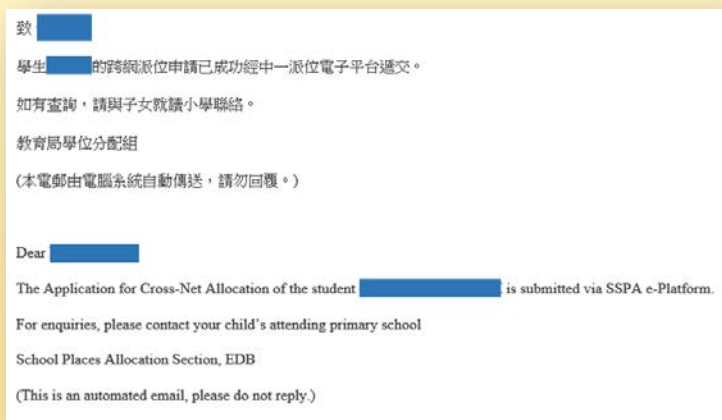 致
學生 的跨網派位申請已成功經中一派位電子平台遞交。
如有查詢，請與子女就讀小學聯絡。
教育局學位分配組
(本電郵由電腦系統自動傳送，請勿回覆。)
Dear
The Application for Cross-Net Allocation of the student is submitted via SSPA e-Platform.
For enquiries, please contact your child’s attending primary school
School Places Allocation Section, EDB
(This is an automated email, please do not reply.)